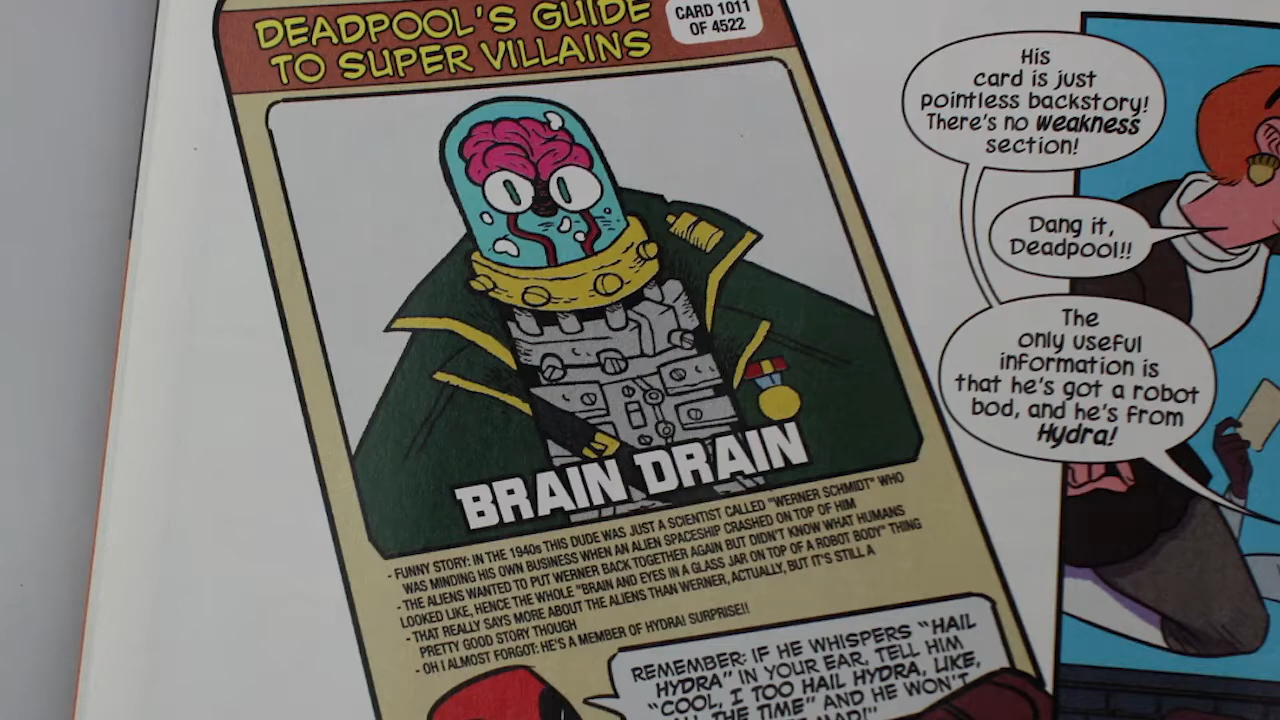 DEADPOOL'S GUIDE
TO SUPER VILLAINS
CARD 1011
OF 4522
BRAIN DRAIN
- FUNNY STORY: IN THE 1940s THIS DUDE WAS JUST A SCIENTIST CALLED "WERNER SCHMIDT" WHO
WAS MINDING HIS OWN BUSINESS WHEN AN ALIEN SPACESHIP CRASHED ON TOP OF HIM
- THE ALIENS WANTED TO PUT WERNER BACK TOGETHER AGAIN BUT DIDN'T KNOW WHAT HUMANS
LOOKED LIKE, HENCE THE WHOLE "BRAIN AND EYES IN A GLASS JAR ON TOP OF A ROBOT BODY" THING
- THAT REALLY SAYS MORE ABOUT THE ALIENS THAN WERNER, ACTUALLY, BUT IT'S STILL A
PRETTY GOOD STORY THOUGH
- OH I ALMOST FORGOT: HE'S A MEMBER OF HYDRA! SURPRISE!!
REMEMBER: IF HE WHISPERS "HAIL
HYDRA" IN YOUR EAR, TELL HIM
"COOL, I TOO HAIL HYDRA, LIKE,
THE TIME" AND HE WON'T
His
card is just
pointless backstory!
There's no weakness
section!
Dang it,
Deadpool!!
The
only useful
information is
that he's got a robot
bod, and he's from
Hydra!